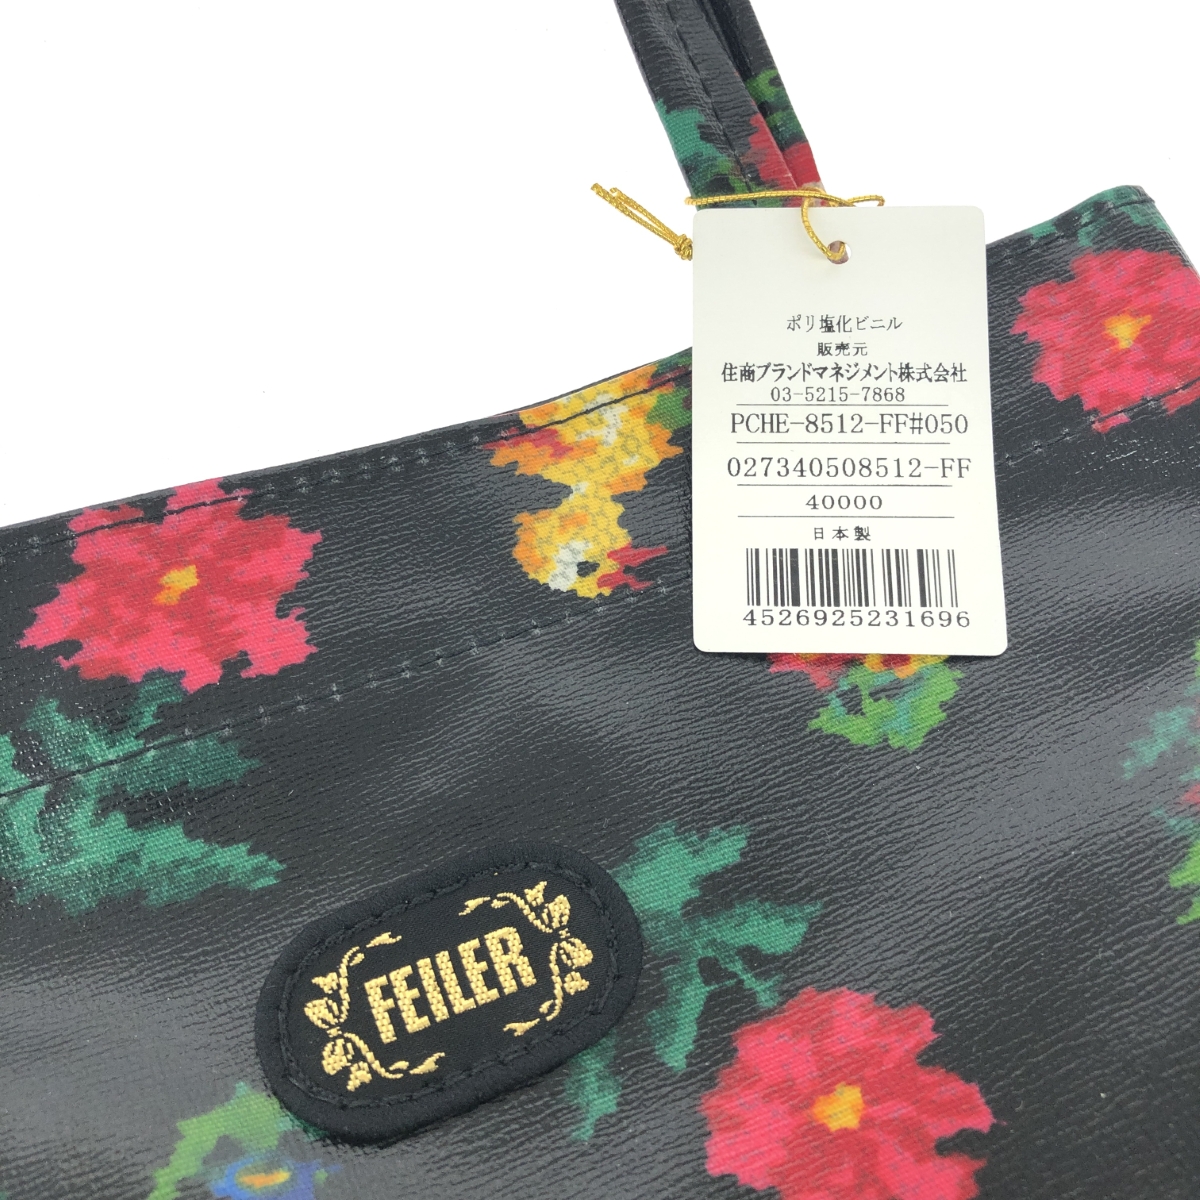 ポリ塩化ビニル
販売元
住商ブランドマネジメント株式会社
03-5215-7868
PCHE-8512-FF#050
027340508512-FF
40000
日本製
4526925231696
FEILER